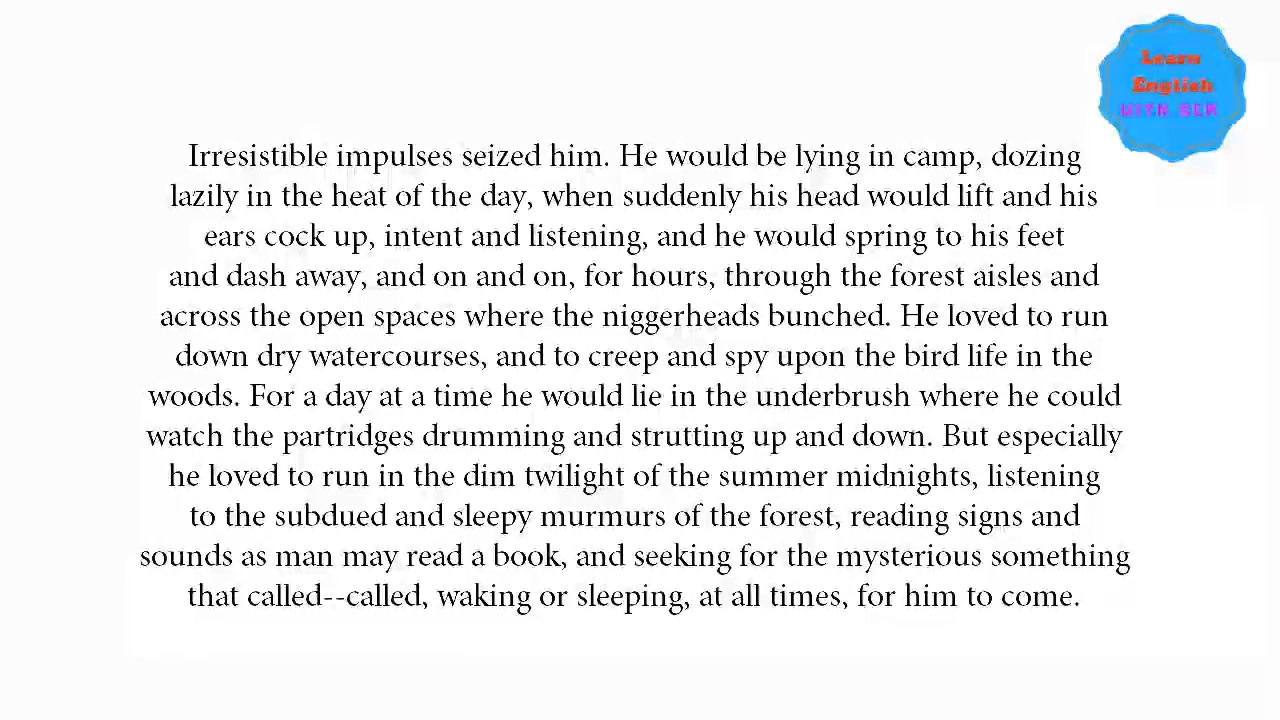 Learn
English
WITH BEN
Irresistible impulses seized him. He would be lying in camp, dozing
lazily in the heat of the day, when suddenly his head would lift and his
ears cock up, intent and listening, and he would spring to his feet
and dash away, and on and on, for hours, through the forest aisles and
across the open spaces where the niggerheads bunched. He loved to run
down dry watercourses, and to creep and spy upon the bird life in the
woods. For a day at a time he would lie in the underbrush where he could
watch the partridges drumming and strutting up and down. But especially
he loved to run in the dim twilight of the summer midnights, listening
to the subdued and sleepy murmurs of the forest, reading signs and
sounds as man may read a book, and seeking for the mysterious something
that called--called, waking or sleeping, at all times, for him to come.